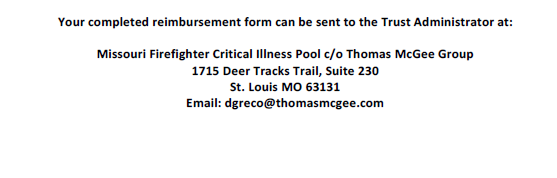 Your completed reimbursement form can be sent to the Trust Administrator at:
Missouri Firefighter Critical Illness Pool c/o Thomas McGee Group
1715 Deer Tracks Trail, Suite 230
St. Louis MO 63131
Email: dgreco@thomasmcgee.com